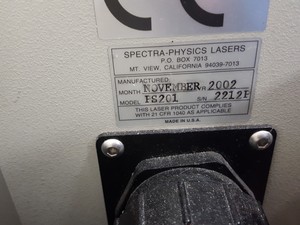 SPECTRA-PHYSICS LASERS
P.O. BOX 7013
MT. VIEW, CALIFORNIA 94039-7013
MANUFACTURED:
MONTH NOVEMBER YR 2002
MODEL PS201 S/N 2212F
THIS LASER PRODUCT COMPLIES
WITH 21 CFR 1040 AS APPLICABLE
MADE IN U.S.A.